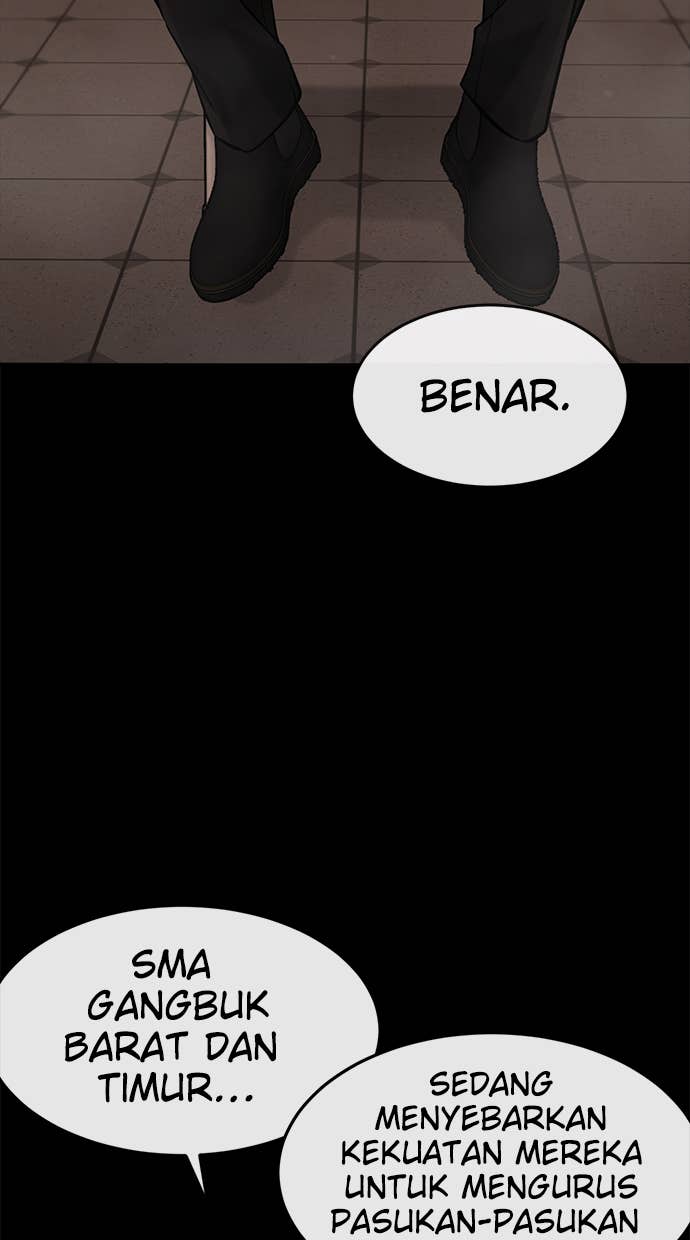 BENAR.
SMA
GANGBUK
BARAT DAN
TIMUR...
SEDANG
MENYEBARKAN
KEKUATAN MEREKA
UNTUK MENGURUS
PASUKAN-PASUKAN